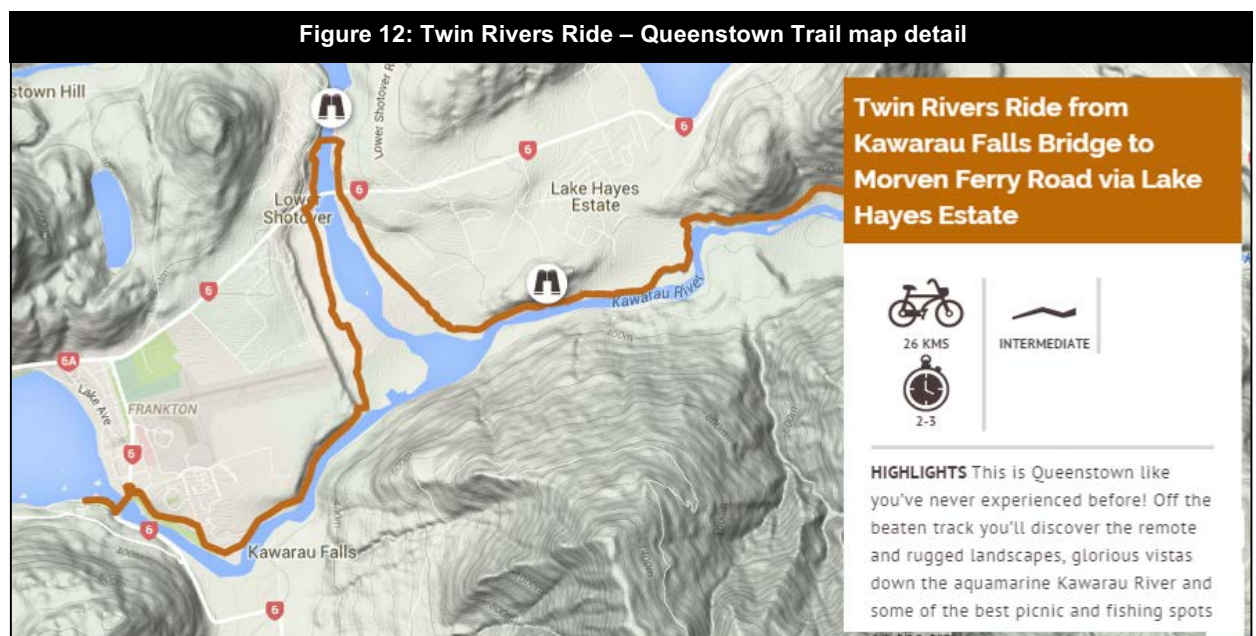 Figure 12: Twin Rivers Ride – Queenstown Trail map detail
stown Hill
Lower Shotover R
6
6
6
Lower
Shotover
Lake Hayes
Estate
Kawarau River
400m
6
6A
Lake Ave
FRANKTON
6
6
Kawarau Falls
6
400m
600m
Twin Rivers Ride from
Kawarau Falls Bridge to
Morven Ferry Road via Lake
Hayes Estate
26 KMS
INTERMEDIATE
2-3
HIGHLIGHTS This is Queenstown like
you've never experienced before! Off the
beaten track you'll discover the remote
and rugged landscapes, glorious vistas
down the aquamarine Kawarau River and
some of the best picnic and fishing spots